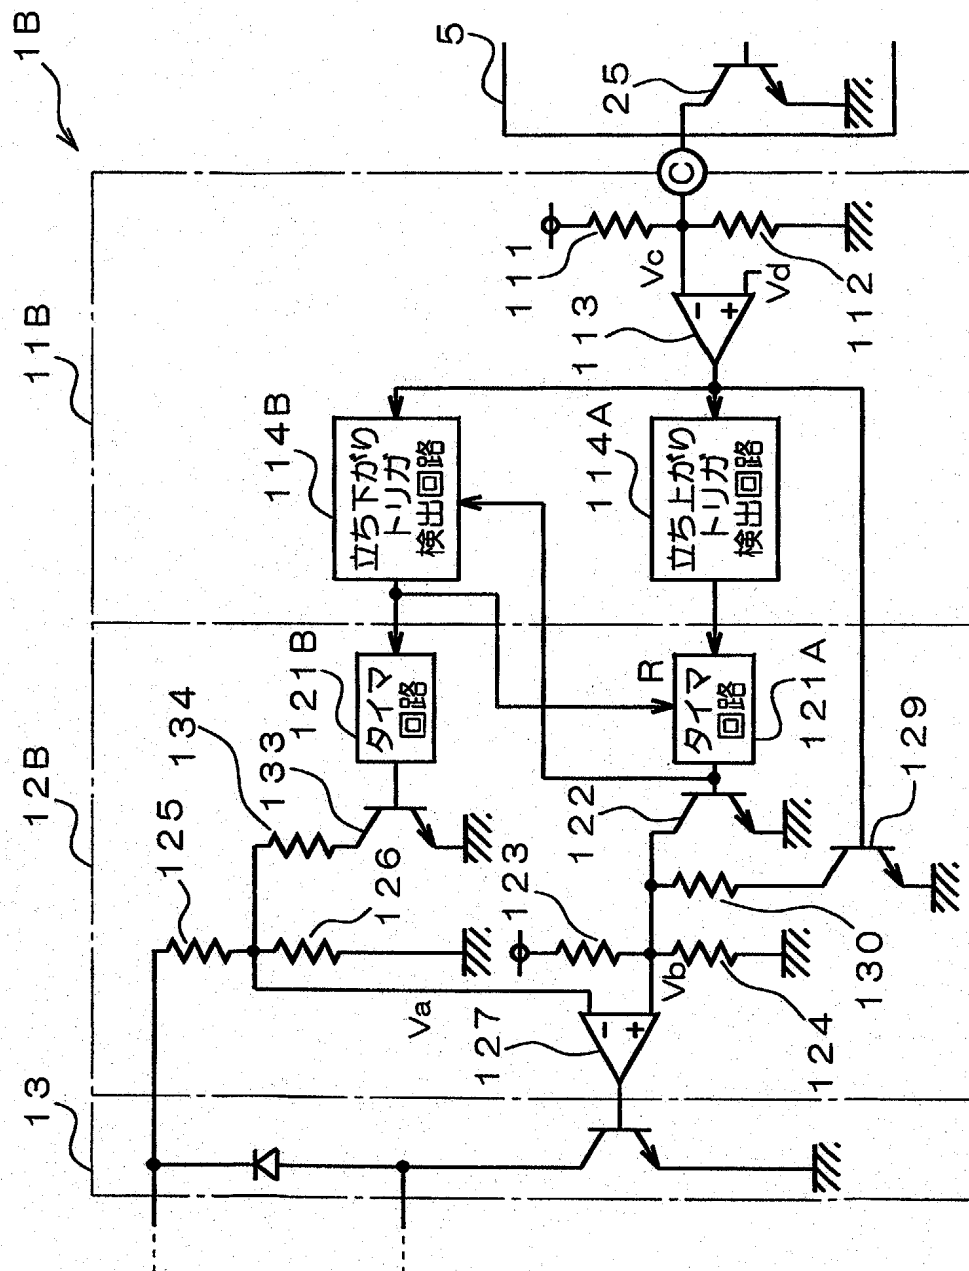 1B
5
25
C
11B
111
Vc
Vd
112
113
114B
立ち下がり
トリガ
検出回路
114A
立ち上がり
トリガ
検出回路
12B
121B
タイマ
回路
R
タイマ
回路
121A
134
133
125
126
122
129
123
130
Va
Vb
127
124
13
−
+
−
+